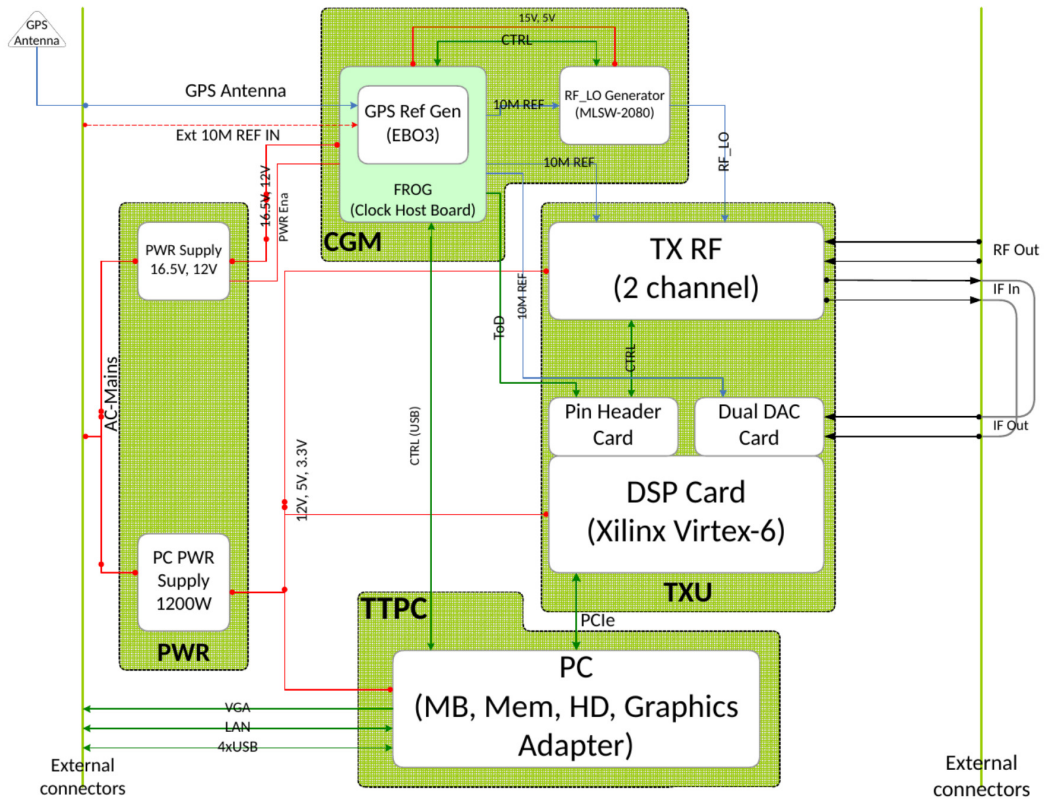 GPS
Antenna
15V, 5V
CTRL
GPS Antenna
GPS Ref Gen
(EBO3)
10M REF
RF_LO Generator
(MLSW-2080)
Ext 10M REF IN
10M REF
RF_LO
16.5V, 12V
PWR Ena
FROG
(Clock Host Board)
CGM
PWR Supply
16.5V, 12V
TX RF
(2 channel)
RF Out
IF In
10M REF
ToD
CTRL
AC-Mains
CTRL (USB)
12V, 5V, 3.3V
Pin Header
Card
Dual DAC
Card
IF Out
DSP Card
(Xilinx Virtex-6)
TXU
PC PWR
Supply
1200W
PWR
TTPC
PCIe
PC
(MB, Mem, HD, Graphics
Adapter)
VGA
LAN
4xUSB
External
connectors
External
connectors